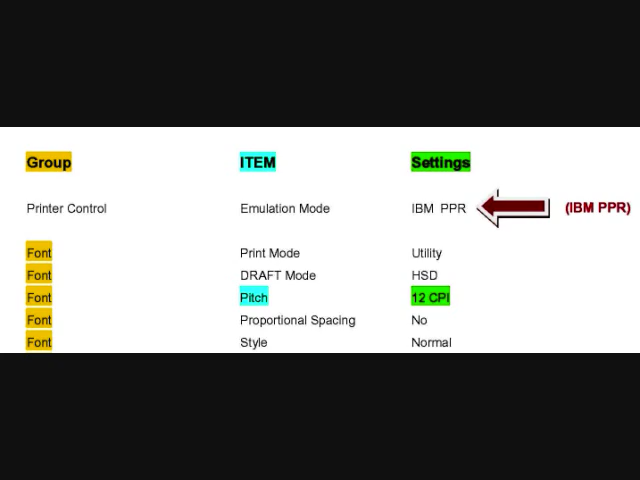 Group ITEM Settings
Printer Control Emulation Mode IBM PPR (IBM PPR)
Font Print Mode Utility
Font DRAFT Mode HSD
Font Pitch 12 CPI
Font Proportional Spacing No
Font Style Normal